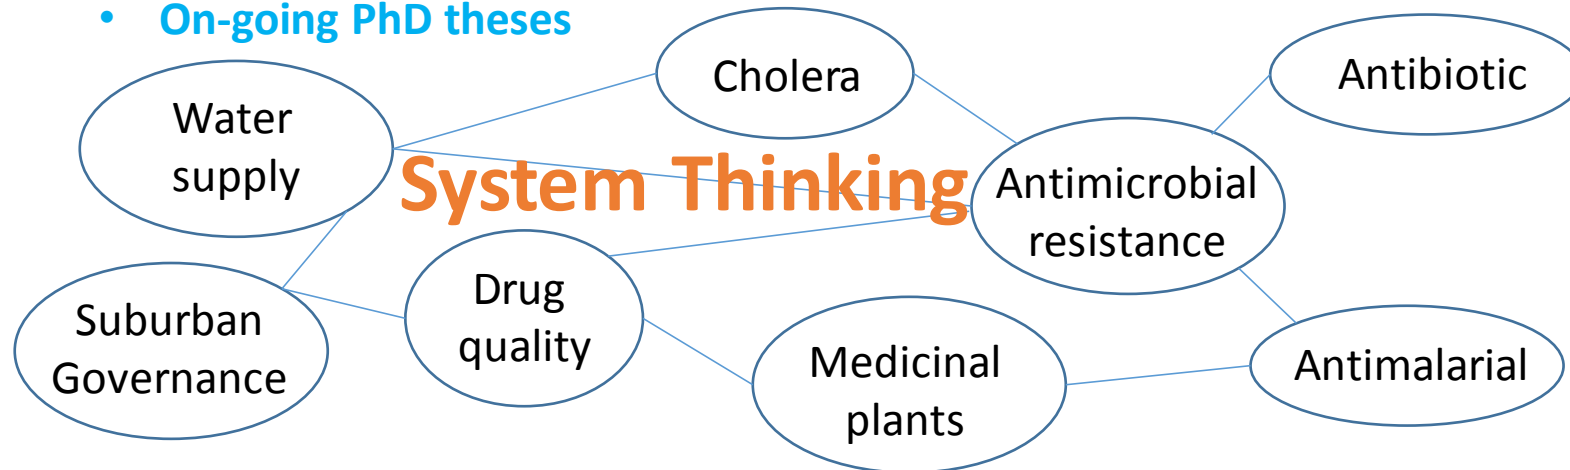 • On-going PhD theses
Cholera
Antibiotic
Water
supply
System Thinking
Antimicrobial
resistance
Drug
quality
Suburban
Governance
Medicinal
plants
Antimalarial